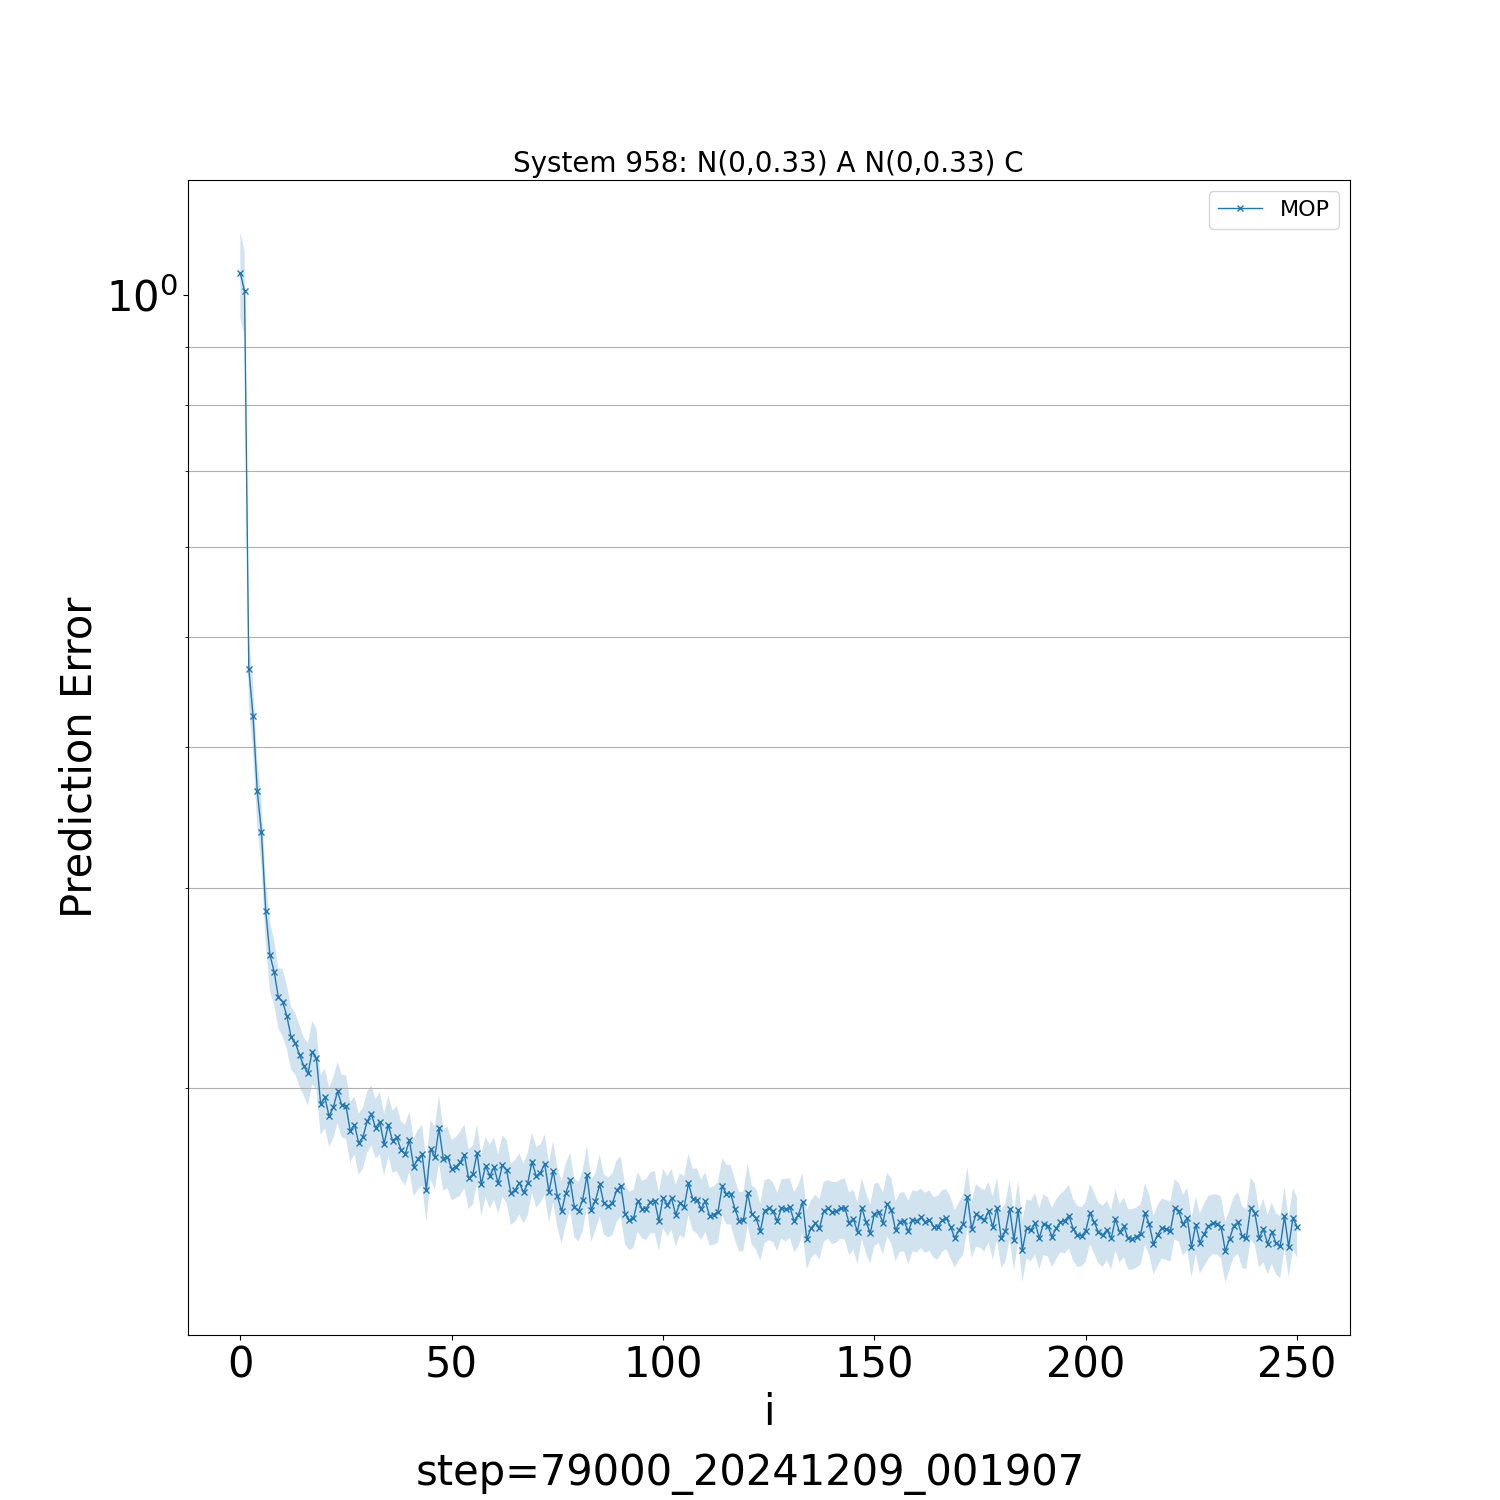 System 958: N(0,0.33) A N(0,0.33) C
MOP
10⁰
Prediction Error
0 50 100 150 200 250
i
step=79000_20241209_001907